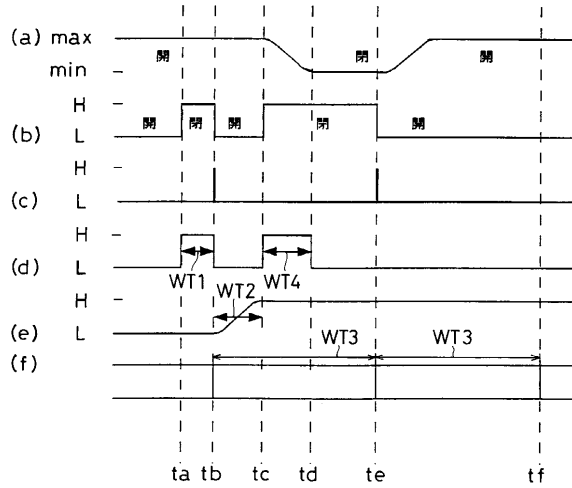 (a) max
開 閉 開
min
H
開 閉 開 閉 開
(b) L
H
(c) L
H
(d) L
WT1 WT4
H WT2
(e) L
WT3 WT3
(f)
ta tb tc td te tf